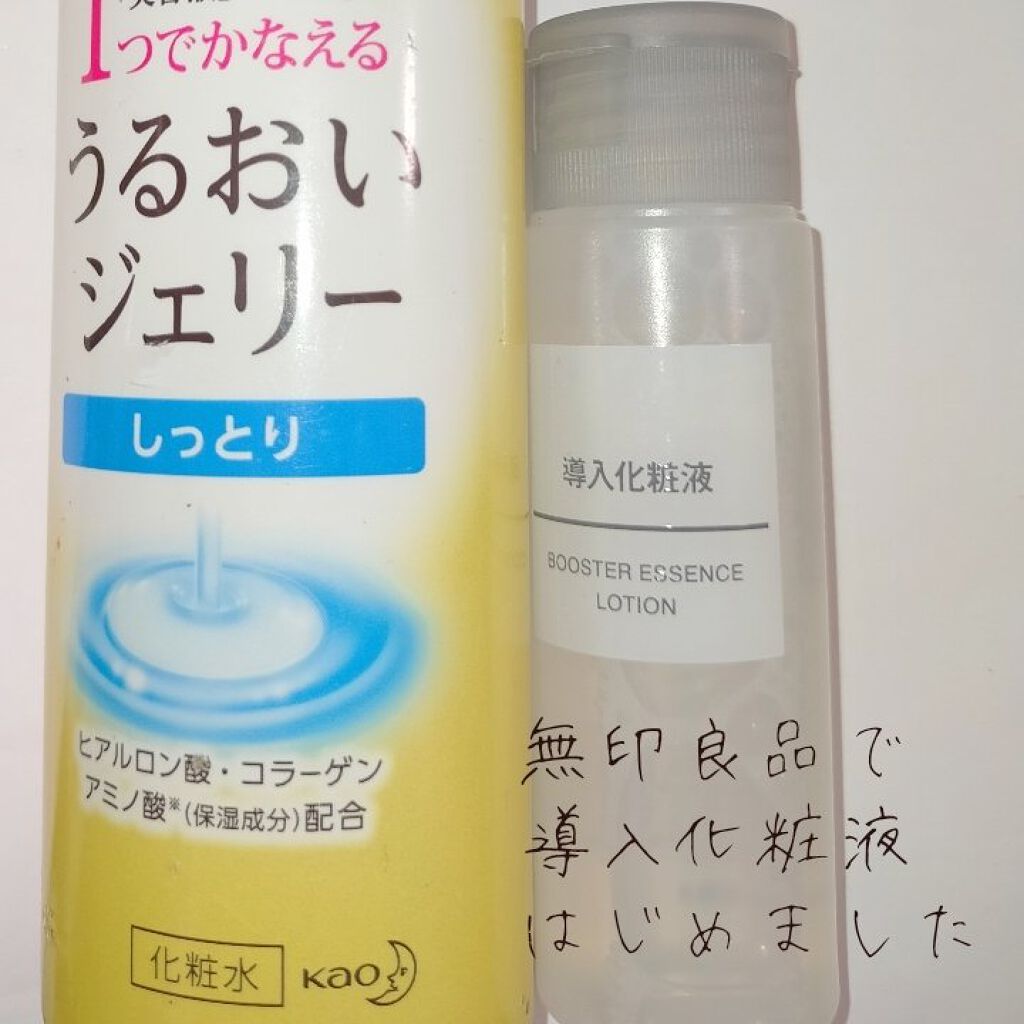 1つでかなえる
うるおい
ジェリー
しっとり
ヒアルロン酸・コラーゲン
アミノ酸※(保湿成分)配合
化粧水
Kao
導入化粧液
BOOSTER ESSENCE
LOTION
無印良品で
導入化粧液
はじめました